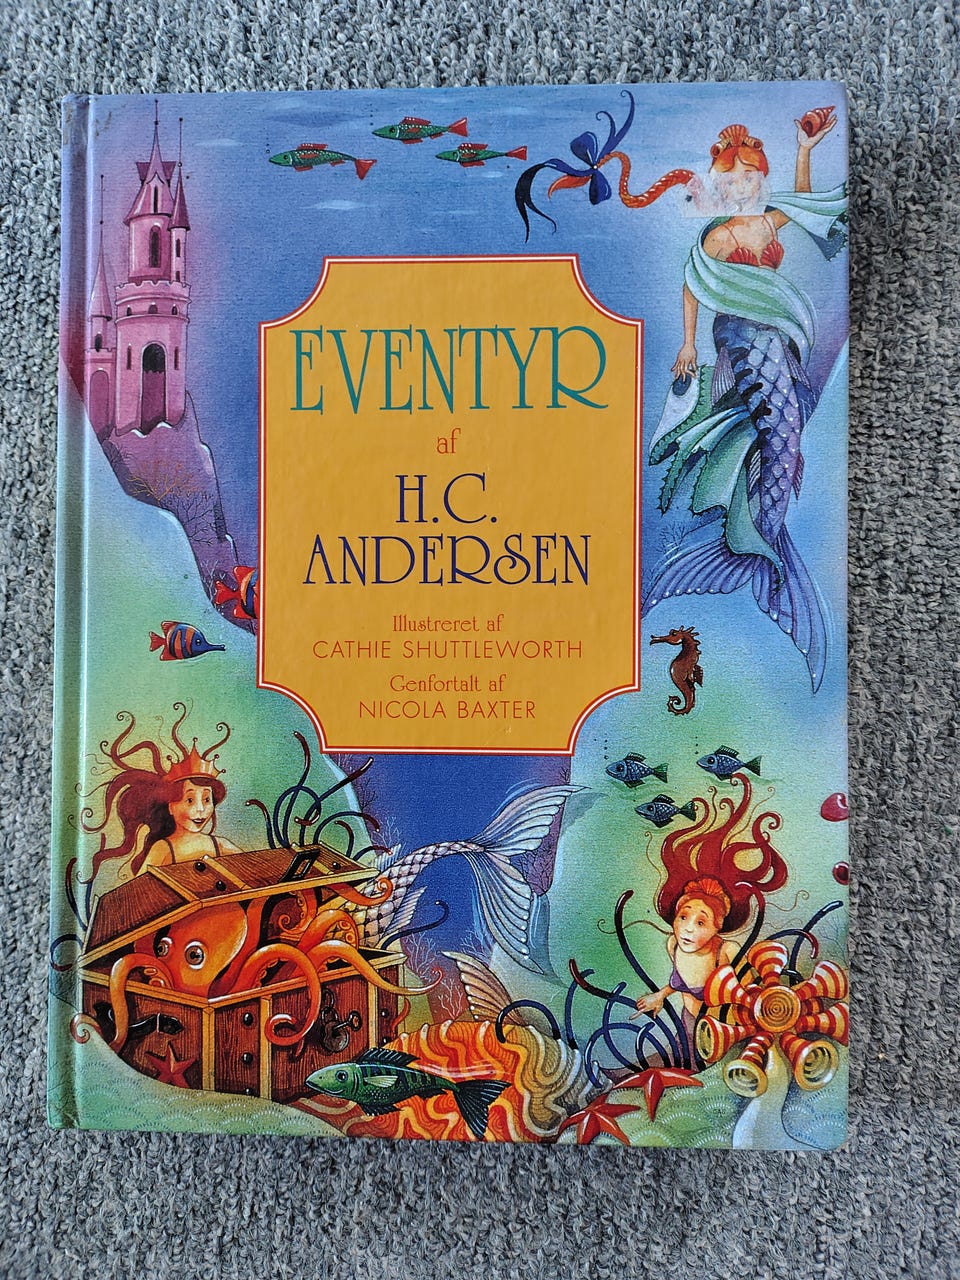 EVENTYR
af
H.C.
ANDERSEN
Illustreret af
CATHIE SHUTTLEWORTH
Genfortalt af
NICOLA BAXTER